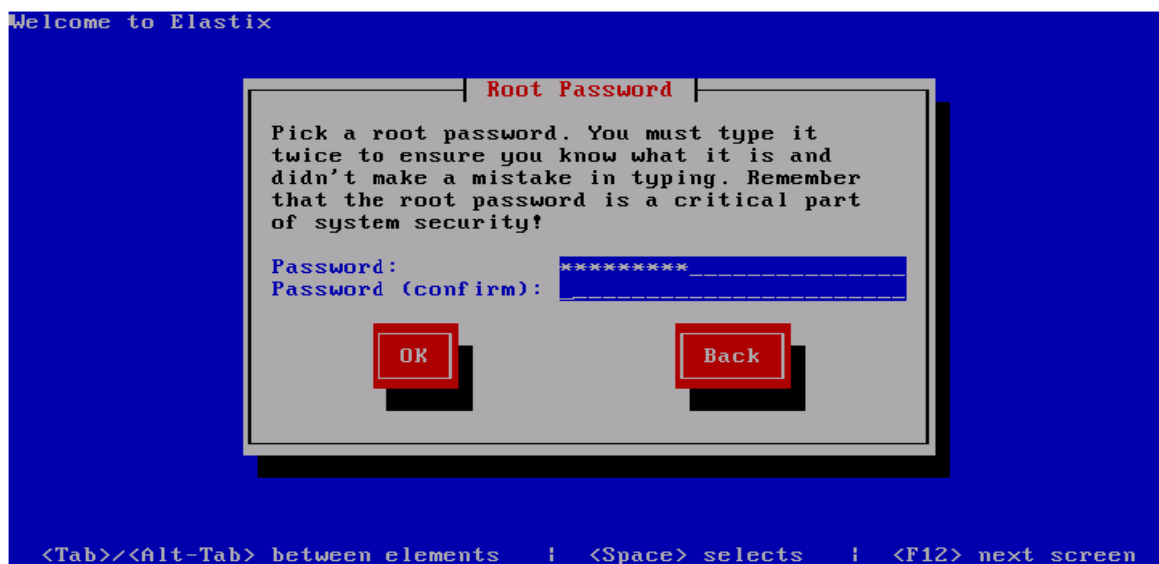 Welcome to Elastix
Root Password
Pick a root password. You must type it
twice to ensure you know what it is and
didn't make a mistake in typing. Remember
that the root password is a critical part
of system security!
Password: *********_______________
Password (confirm): ________________________
OK Back
<Tab>/<Alt-Tab> between elements | <Space> selects | <F12> next screen